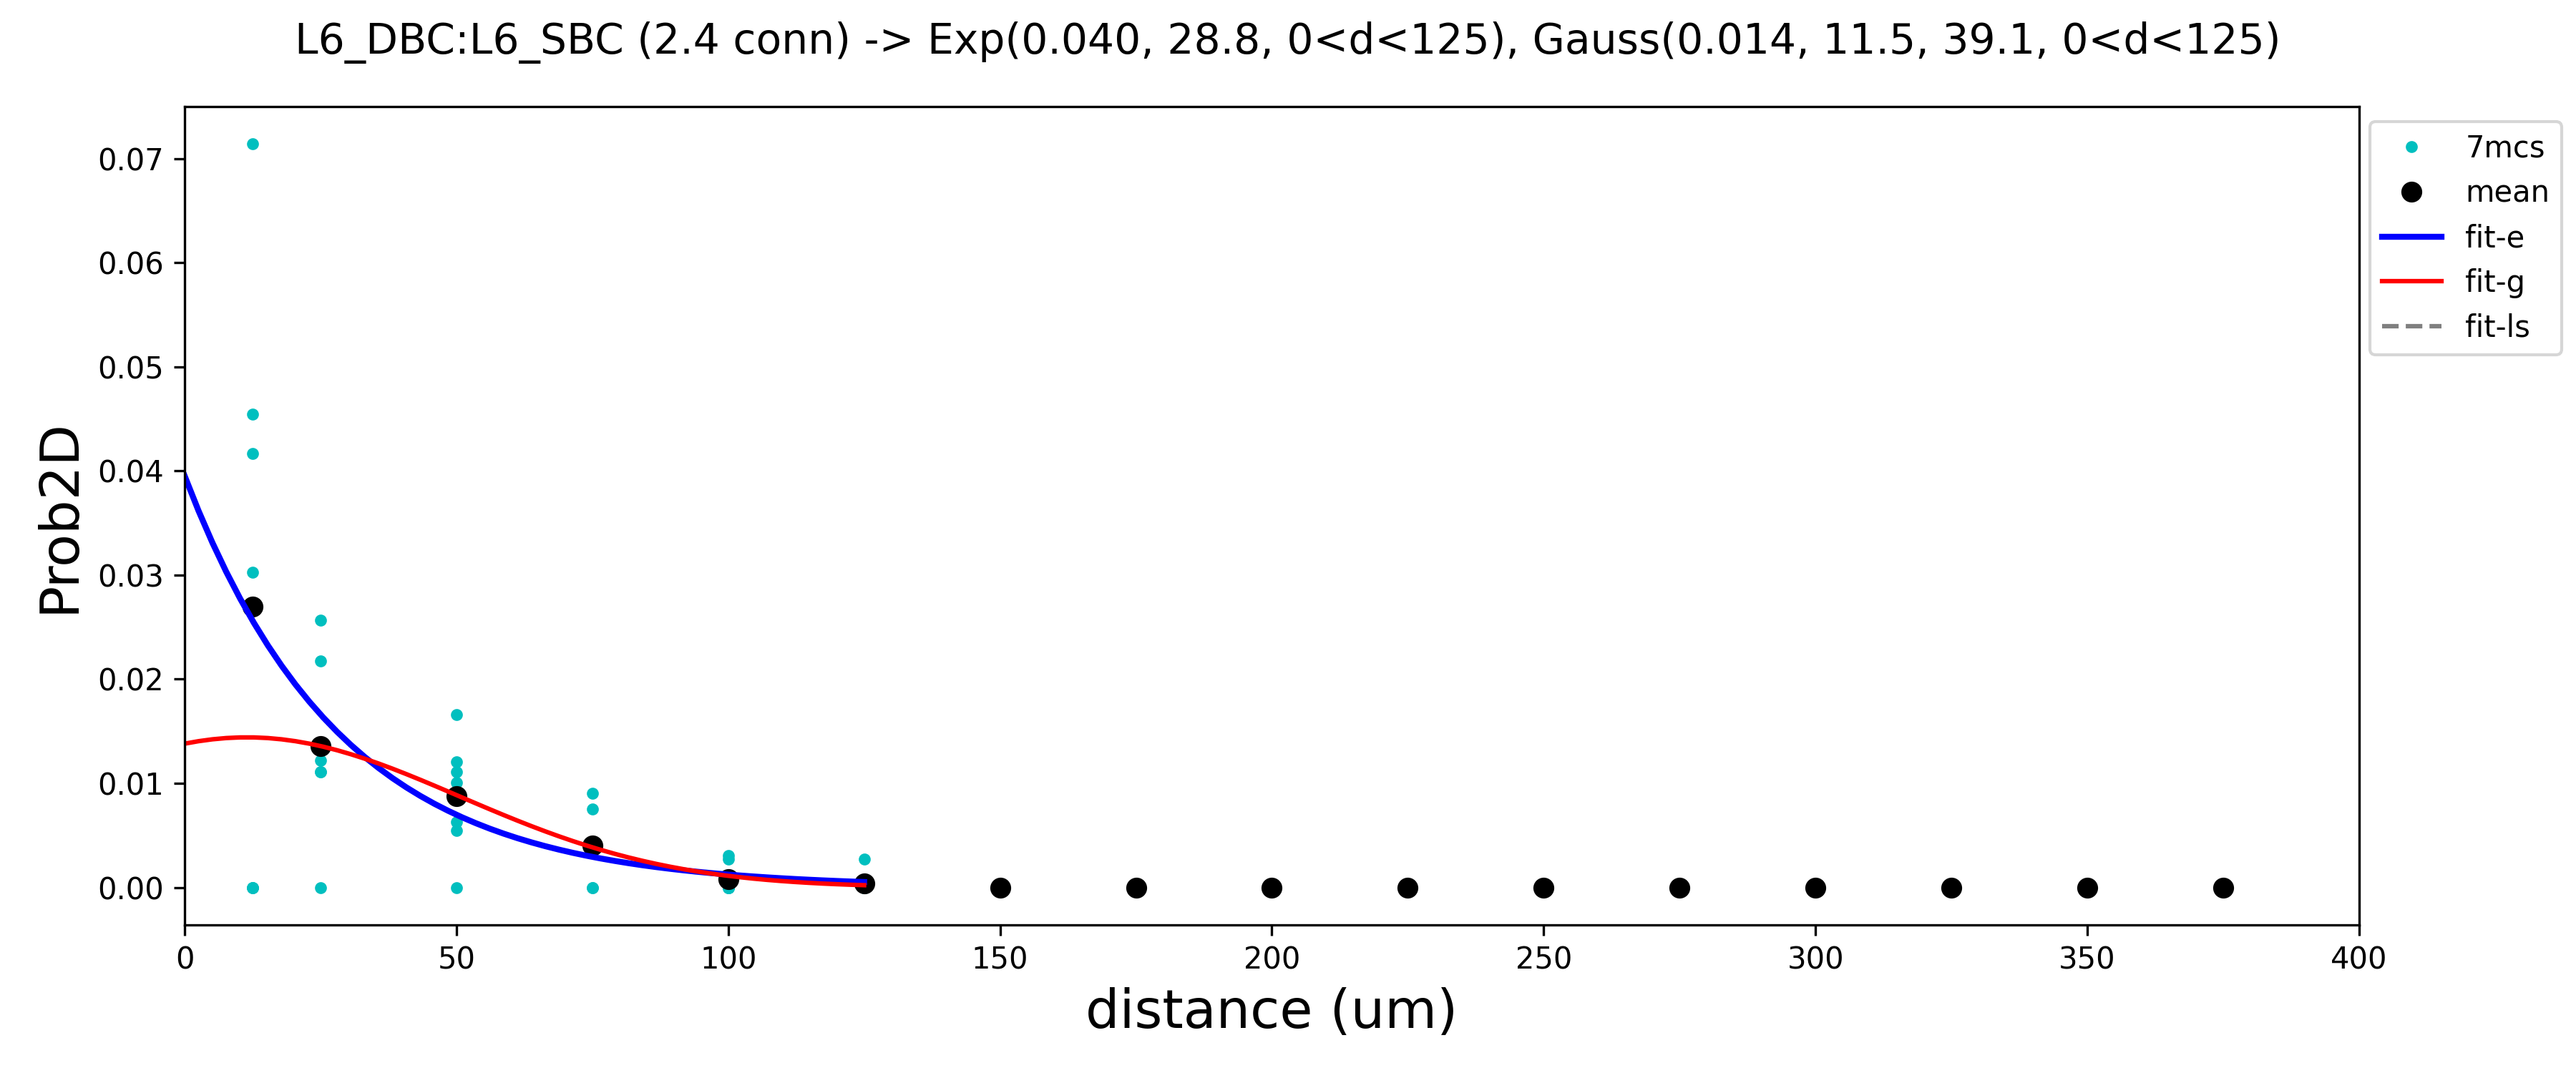 L6_DBC:L6_SBC (2.4 conn) -> Exp(0.040, 28.8, 0<d<125), Gauss(0.014, 11.5, 39.1, 0<d<125)
7mcs
mean
fit-e
fit-g
fit-ls
Prob2D
0.07
0.06
0.05
0.04
0.03
0.02
0.01
0.00
0 50 100 150 200 250 300 350 400
distance (um)